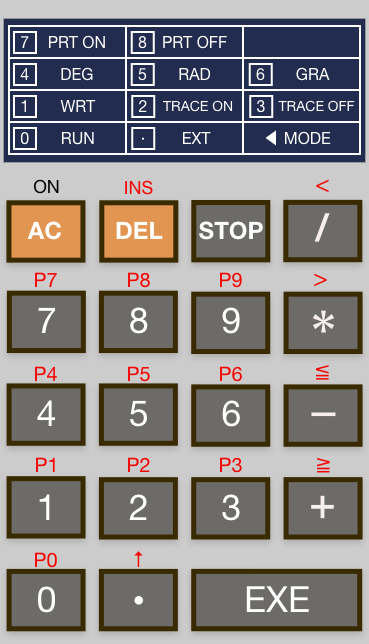 7 PRT ON 8 PRT OFF
4 DEG 5 RAD 6 GRA
1 WRT 2 TRACE ON 3 TRACE OFF
0 RUN · EXT ◀ MODE
ON INS <
AC DEL STOP /
P7 P8 P9 >
7 8 9 *
P4 P5 P6 ≦
4 5 6 −
P1 P2 P3 ≧
1 2 3 +
P0 ↑
0 · EXE